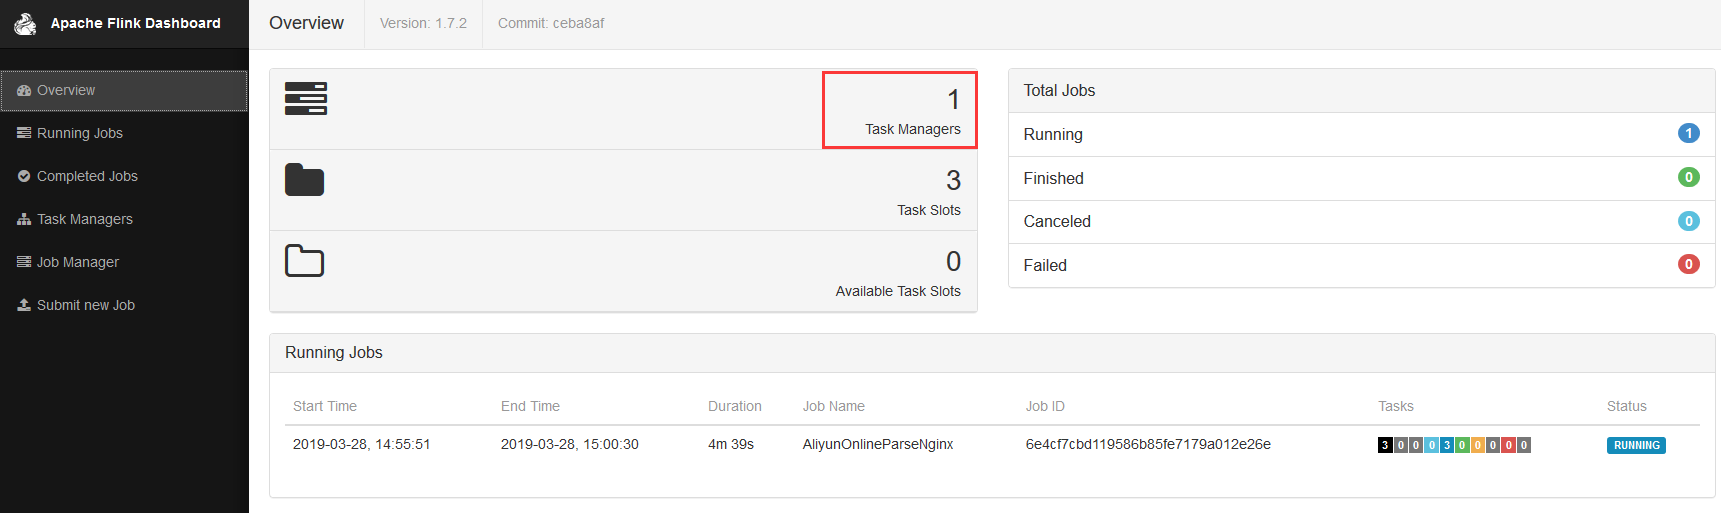 Apache Flink Dashboard
Overview
Version: 1.7.2
Commit: ceba8af
Overview
Running Jobs
Completed Jobs
Task Managers
Job Manager
Submit new Job
1
Task Managers
3
Task Slots
0
Available Task Slots
Total Jobs
Running 1
Finished 0
Canceled 0
Failed 0
Running Jobs
Start Time End Time Duration Job Name Job ID Tasks Status
2019-03-28, 14:55:51 2019-03-28, 15:00:30 4m 39s AliyunOnlineParseNginx 6e4cf7cbd119586b85fe7179a012e26e 3 0 0 0 3 0 0 0 0 0 RUNNING